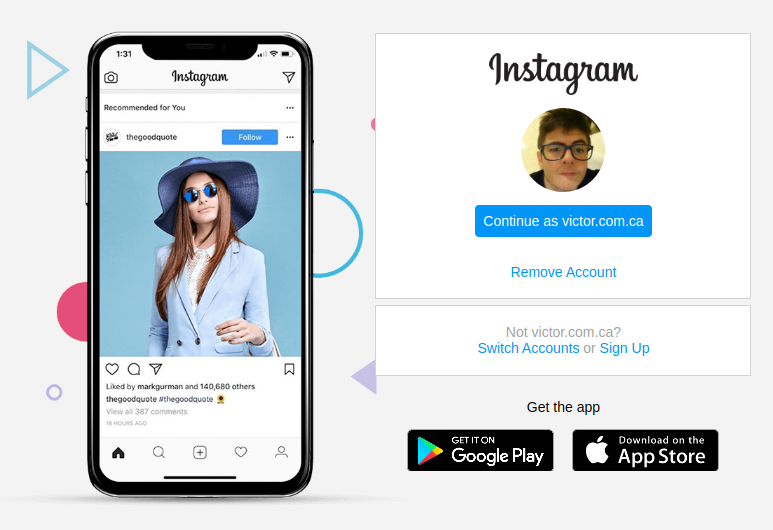 1:31
Instagram
Recommended for You
thegoodquote
Follow
Liked by markgurman and 140,680 others
thegoodquote #thegoodquote
View all 387 comments
18 HOURS AGO
Instagram
Continue as victor.com.ca
Remove Account
Not victor.com.ca?
Switch Accounts or Sign Up
Get the app
GET IT ON
Google Play
Download on the
App Store